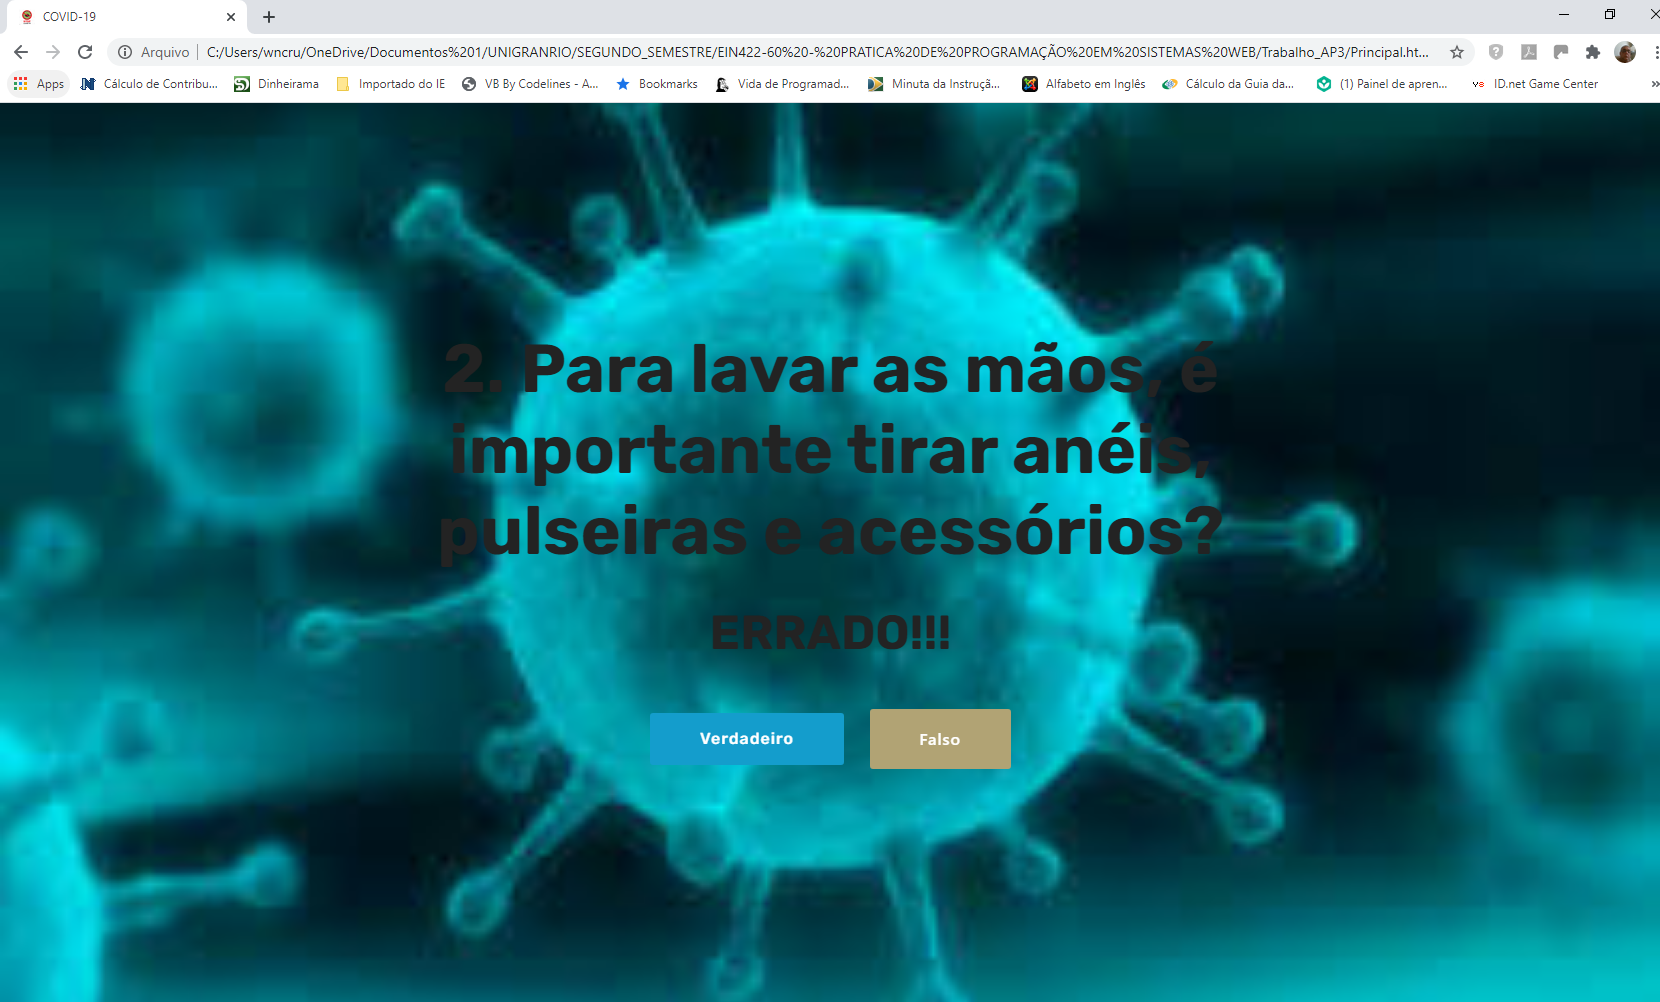 COVID-19
Arquivo | C:/Users/wncru/OneDrive/Documentos%201/UNIGRANRIO/SEGUNDO_SEMESTRE/EIN422-60%20-%20PRATICA%20DE%20PROGRAMAÇÃO%20EM%20SISTEMAS%20WEB/Trabalho_AP3/Principal.ht...
Apps Cálculo de Contribu... Dinheirama Importado do IE VB By Codelines - A... Bookmarks Vida de Programad... Minuta da Instruçã... Alfabeto em Inglês Cálculo da Guia da... (1) Painel de apren... ID.net Game Center »
2. Para lavar as mãos, é
importante tirar anéis,
pulseiras e acessórios?
ERRADO!!!
Verdadeiro Falso